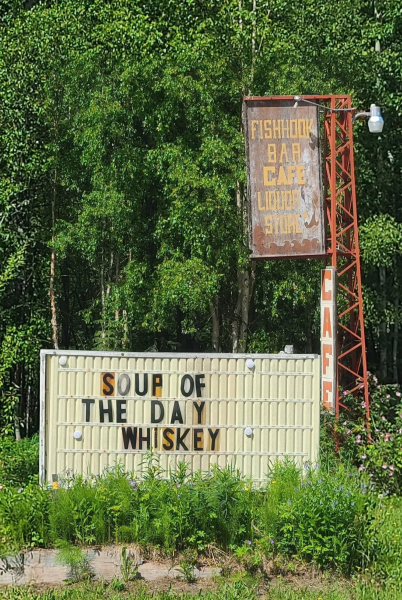 FISHHOOK
BAR
CAFE
LIQUOR
STORE
CAFE
SOUP OF
THE DAY
WHISKEY